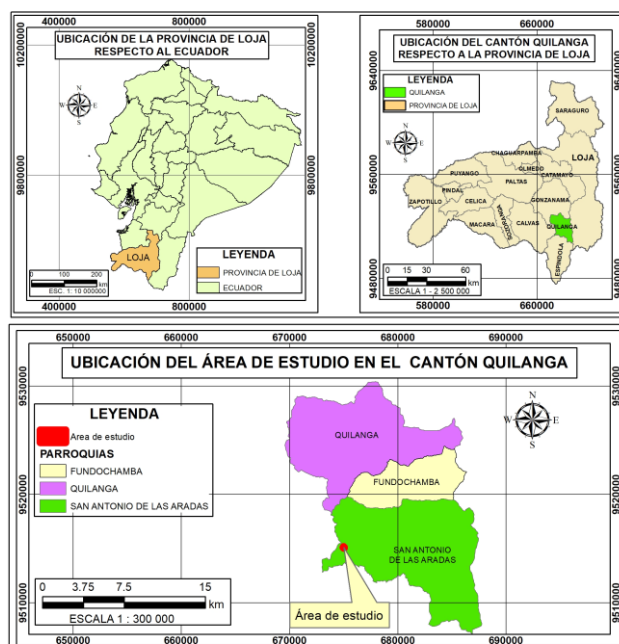 400000 800000
UBICACIÓN DE LA PROVINCIA DE LOJA
RESPECTO AL ECUADOR
10200000
10200000
9800000
9800000
N
W E
S
LOJA
LEYENDA
PROVINCIA DE LOJA
ECUADOR
0 100 200
km
ESC. 1: 10 000000
400000 800000
580000 660000
UBICACIÓN DEL CANTÓN QUILANGA
RESPECTO A LA PROVINCIA DE LOJA
LEYENDA
QUILANGA
PROVINCIA DE LOJA
9640000
9640000
9560000
9560000
9480000
9480000
N
W E
S
SARAGURO
LOJA
CHAGUARPAMBA
OLMEDO
CATAMAYO
PUYANGO
PALTAS
PINDAL
GONZANAMA
ZAPOTILLO
CELICA
SOZORANGA
MACARA
CALVAS
QUILANGA
ESPINDOLA
0 15 30 60
km
ESCALA 1 - 2 500 000
580000 660000
650000 660000 670000 680000 690000
UBICACIÓN DEL ÁREA DE ESTUDIO EN EL CANTÓN QUILANGA
9530000
9530000
9520000
9520000
9510000
9510000
LEYENDA
Area de estudio
PARROQUIAS
FUNDOCHAMBA
QUILANGA
SAN ANTONIO DE LAS ARADAS
N
W E
S
QUILANGA
FUNDOCHAMBA
SAN ANTONIO
DE LAS ARADAS
Área de estudio
0 3.75 7.5 15
km
ESCALA 1 : 300 000
650000 660000 670000 680000 690000